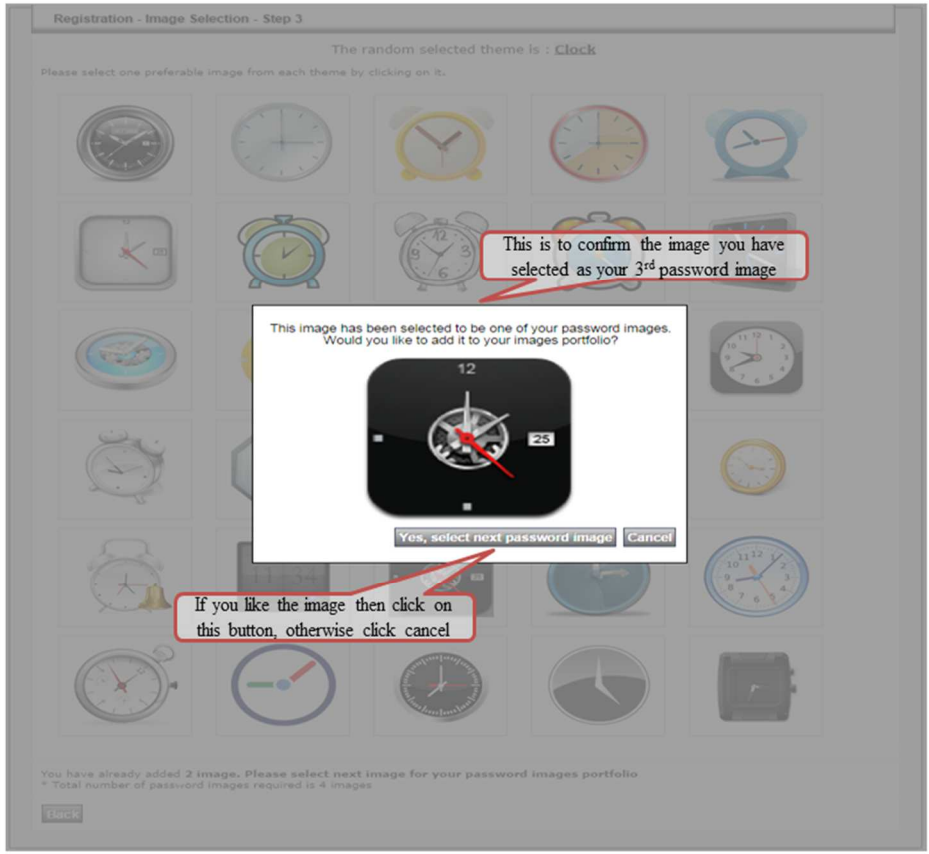 Registration - Image Selection - Step 3
The random selected theme is : Clock
Please select one preferable image from each theme by clicking on it.
This is to confirm the image you have
selected as your 3rd password image
This image has been selected to be one of your password images.
Would you like to add it to your images portfolio?
12
25
Yes, select next password image
Cancel
If you like the image then click on
this button, otherwise click cancel
You have already added 2 image. Please select next image for your password images portfolio
* Total number of password images required is 4 images
Back